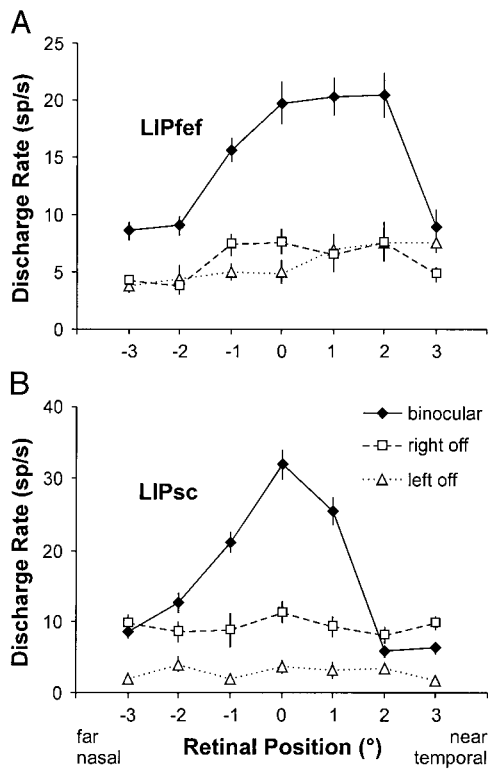 A
25
20
15
10
5
0
Discharge Rate (sp/s)
LIPfef
-3 -2 -1 0 1 2 3
B
40
30
20
10
0
Discharge Rate (sp/s)
LIPsc
binocular
right off
left off
-3 -2 -1 0 1 2 3
far nasal
Retinal Position (°)
near temporal